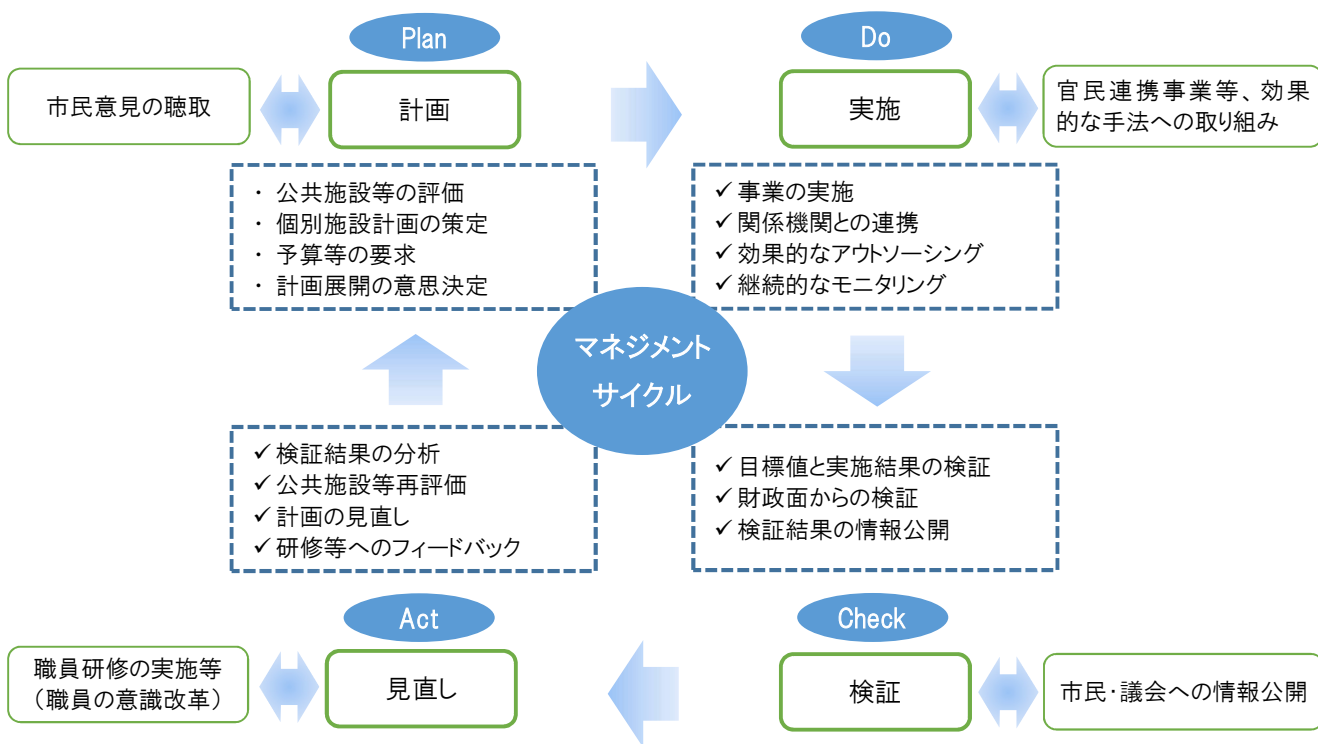 Plan
市民意見の聴取
計画
・ 公共施設等の評価
・ 個別施設計画の策定
・ 予算等の要求
・ 計画展開の意思決定
Do
実施
官民連携事業等、効果
的な手法への取り組み
✓事業の実施
✓関係機関との連携
✓効果的なアウトソーシング
✓継続的なモニタリング
マネジメント
サイクル
✓検証結果の分析
✓公共施設等再評価
✓計画の見直し
✓研修等へのフィードバック
✓目標値と実施結果の検証
✓財政面からの検証
✓検証結果の情報公開
Act
職員研修の実施等
(職員の意識改革)
見直し
Check
検証
市民・議会への情報公開